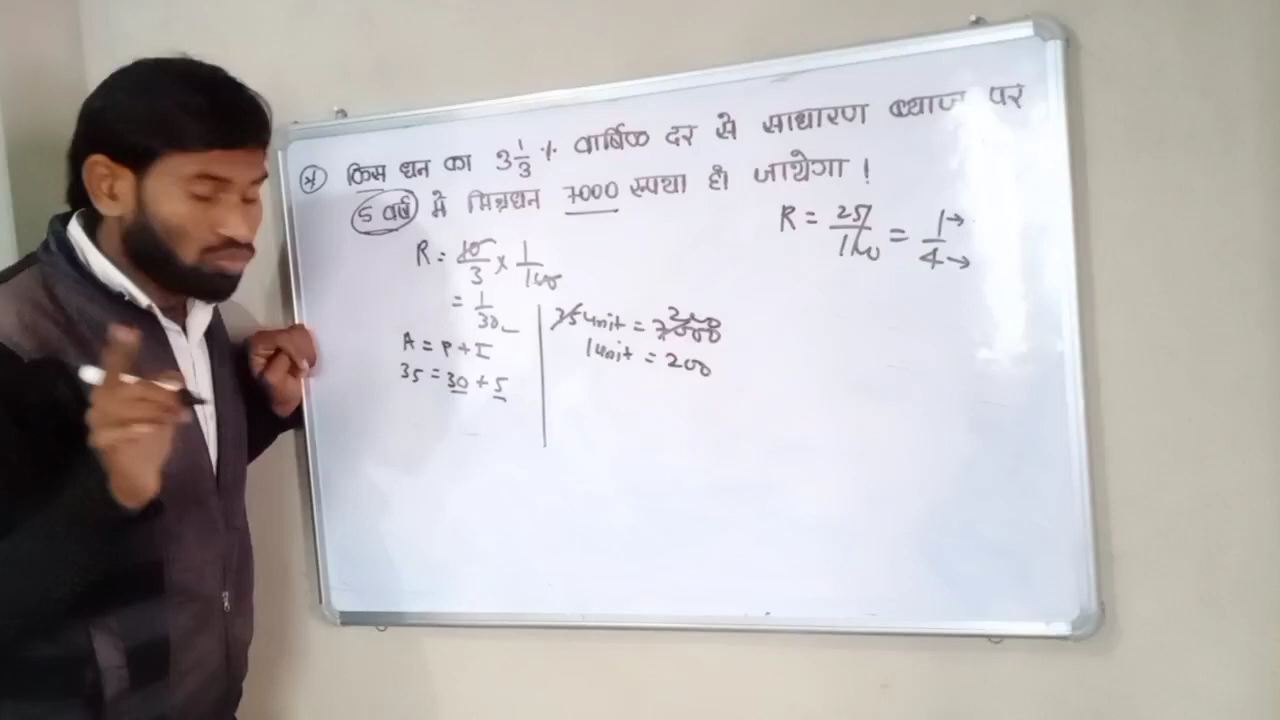 * किस धन का 3 1/3 % वार्षिक दर से साधारण ब्याज पर
5 वर्ष में मिश्रधन 7000 रुपया हो जायेगा !
R = 10/3 × 1/100
= 1/30
A = P + I
35 = 30 + 5
35 unit = 7000 200
1 unit = 200
R = 25/100 = 1/4